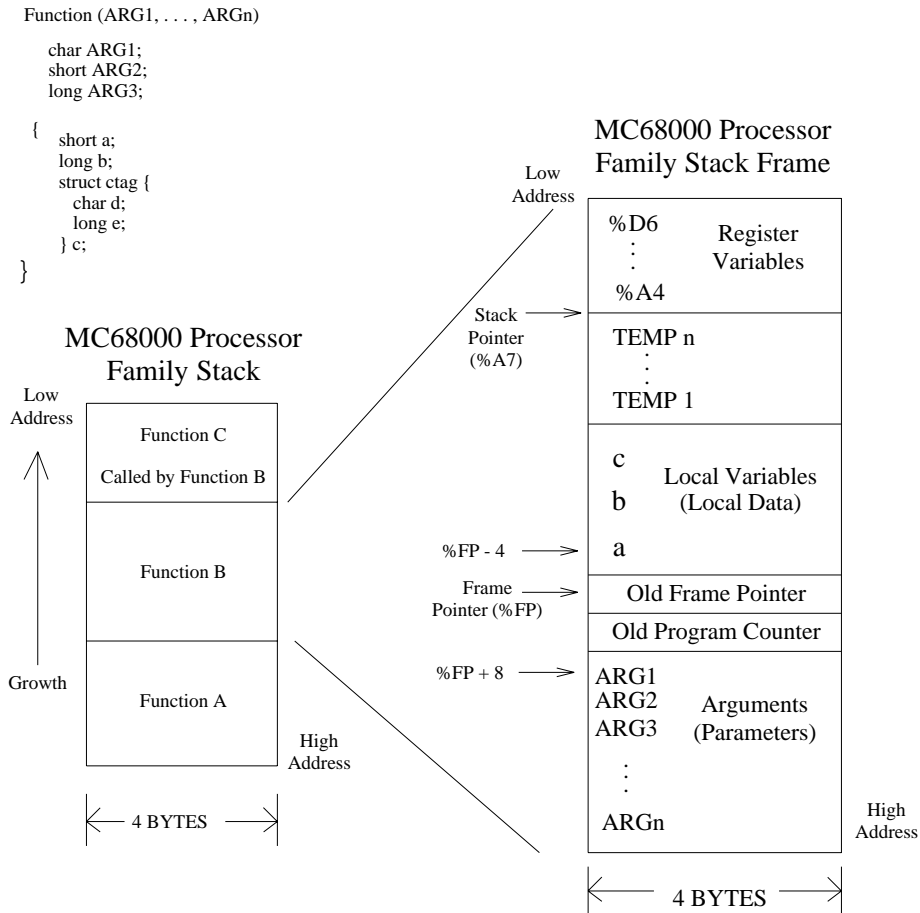 Function (ARG1, . . . , ARGn)
char ARG1;
short ARG2;
long ARG3;
{
short a;
long b;
struct ctag {
char d;
long e;
} c;
}
MC68000 Processor
Family Stack
Low
Address
Growth
Function C
Called by Function B
Function B
Function A
High
Address
4 BYTES
MC68000 Processor
Family Stack Frame
Low
Address
%D6
.
.
.
%A4
Register
Variables
Stack
Pointer
(%A7)
TEMP n
.
.
.
TEMP 1
c
b
a
Local Variables
(Local Data)
%FP - 4
Frame
Pointer (%FP)
Old Frame Pointer
Old Program Counter
%FP + 8
ARG1
ARG2
ARG3
.
.
.
ARGn
Arguments
(Parameters)
High
Address
4 BYTES